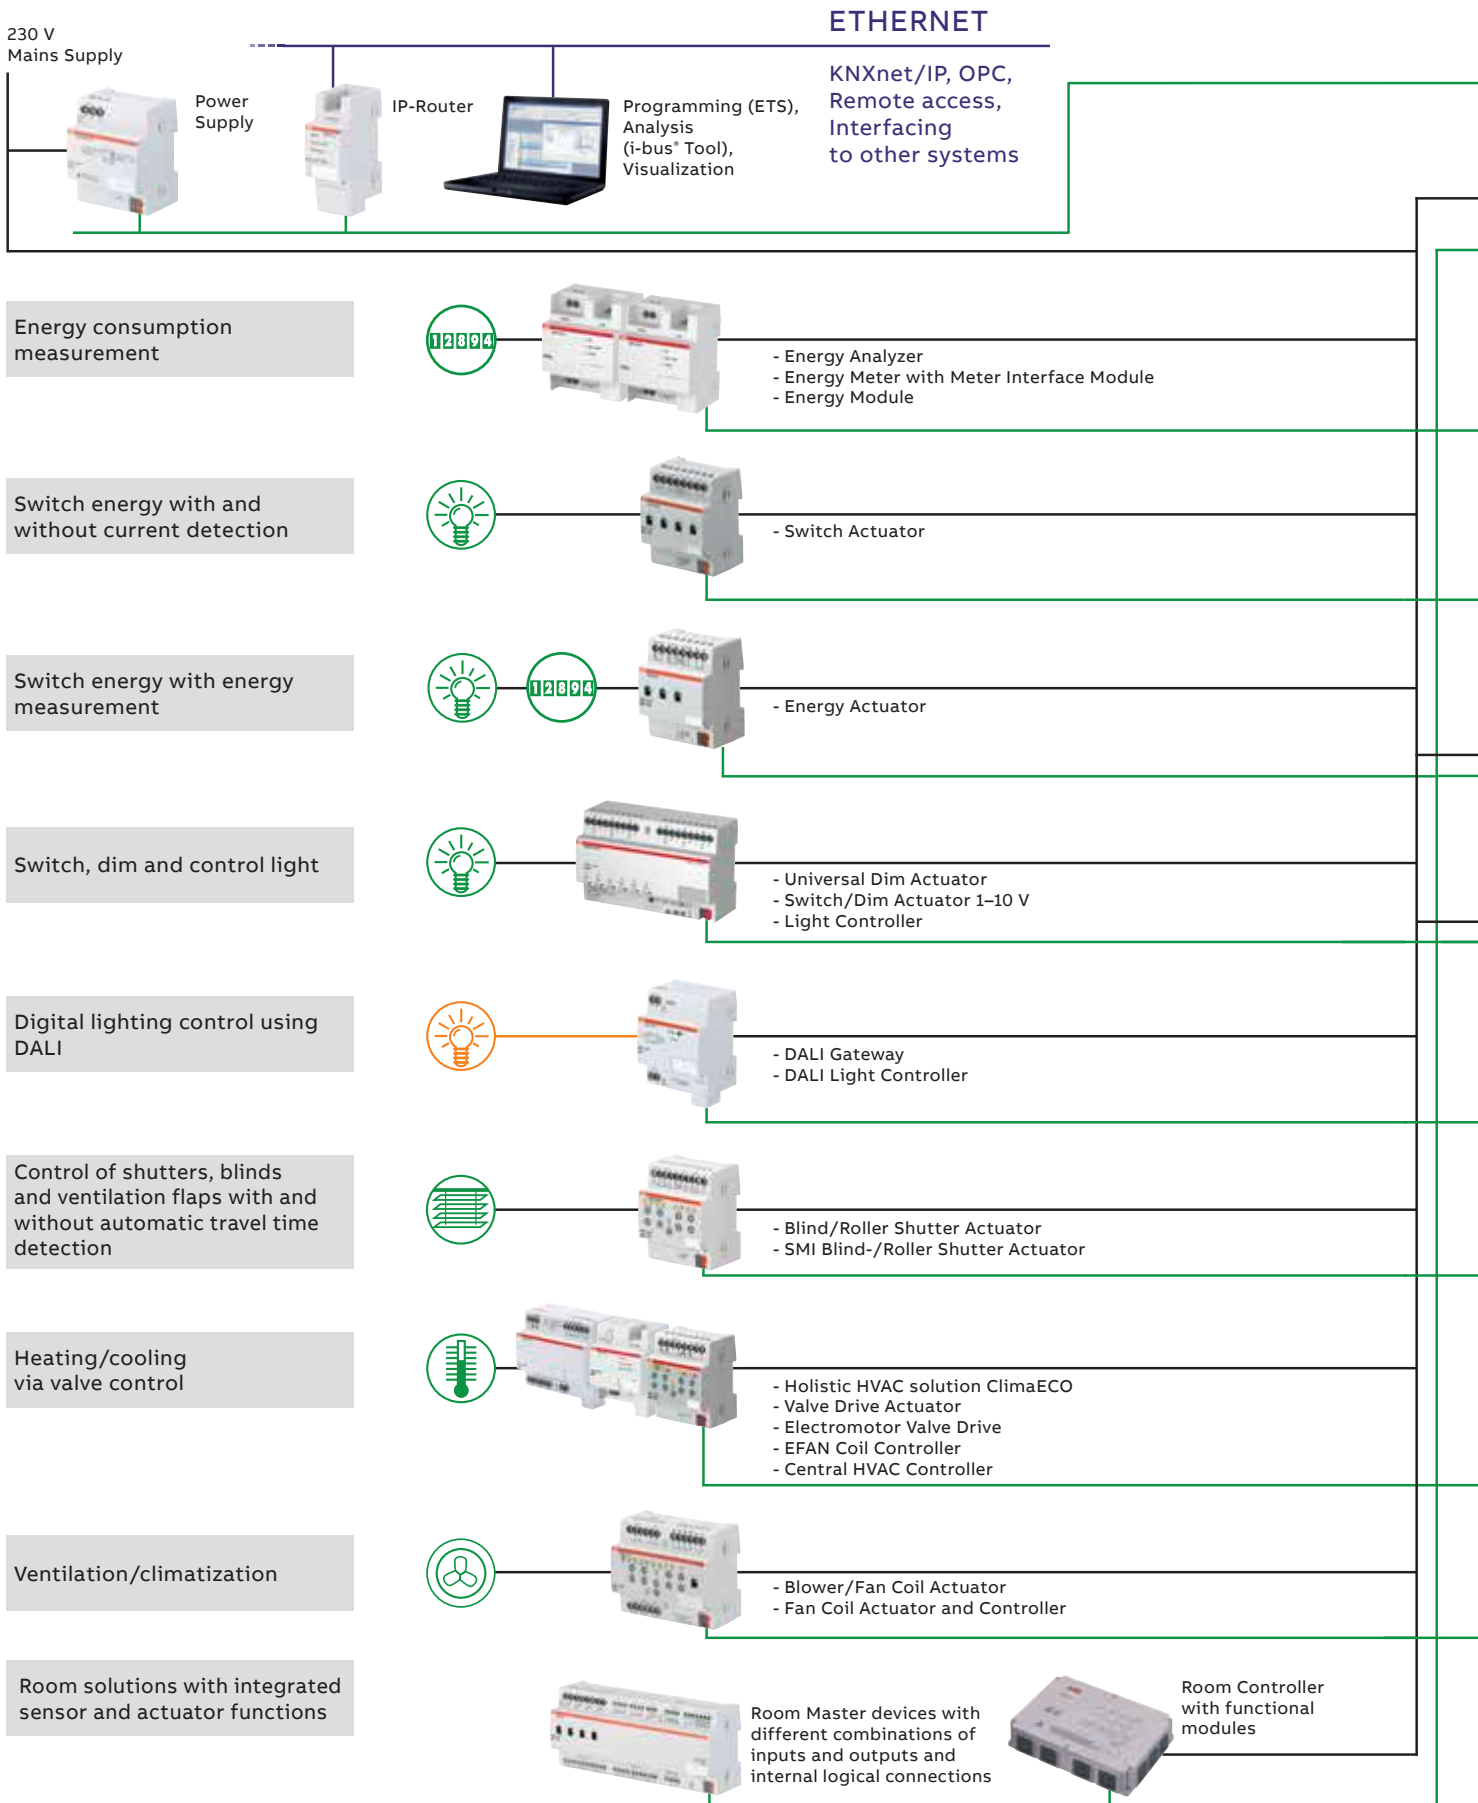 230 V
Mains Supply
Power
Supply
IP-Router
Programming (ETS),
Analysis
(i-bus® Tool),
Visualization
ETHERNET
KNXnet/IP, OPC,
Remote access,
Interfacing
to other systems
Energy consumption
measurement
12894
- Energy Analyzer
- Energy Meter with Meter Interface Module
- Energy Module
Switch energy with and
without current detection
- Switch Actuator
Switch energy with energy
measurement
12894
- Energy Actuator
Switch, dim and control light
- Universal Dim Actuator
- Switch/Dim Actuator 1–10 V
- Light Controller
Digital lighting control using
DALI
- DALI Gateway
- DALI Light Controller
Control of shutters, blinds
and ventilation flaps with and
without automatic travel time
detection
- Blind/Roller Shutter Actuator
- SMI Blind-/Roller Shutter Actuator
Heating/cooling
via valve control
- Holistic HVAC solution ClimaECO
- Valve Drive Actuator
- Electromotor Valve Drive
- EFAN Coil Controller
- Central HVAC Controller
Ventilation/climatization
- Blower/Fan Coil Actuator
- Fan Coil Actuator and Controller
Room solutions with integrated
sensor and actuator functions
Room Master devices with
different combinations of
inputs and outputs and
internal logical connections
Room Controller
with functional
modules